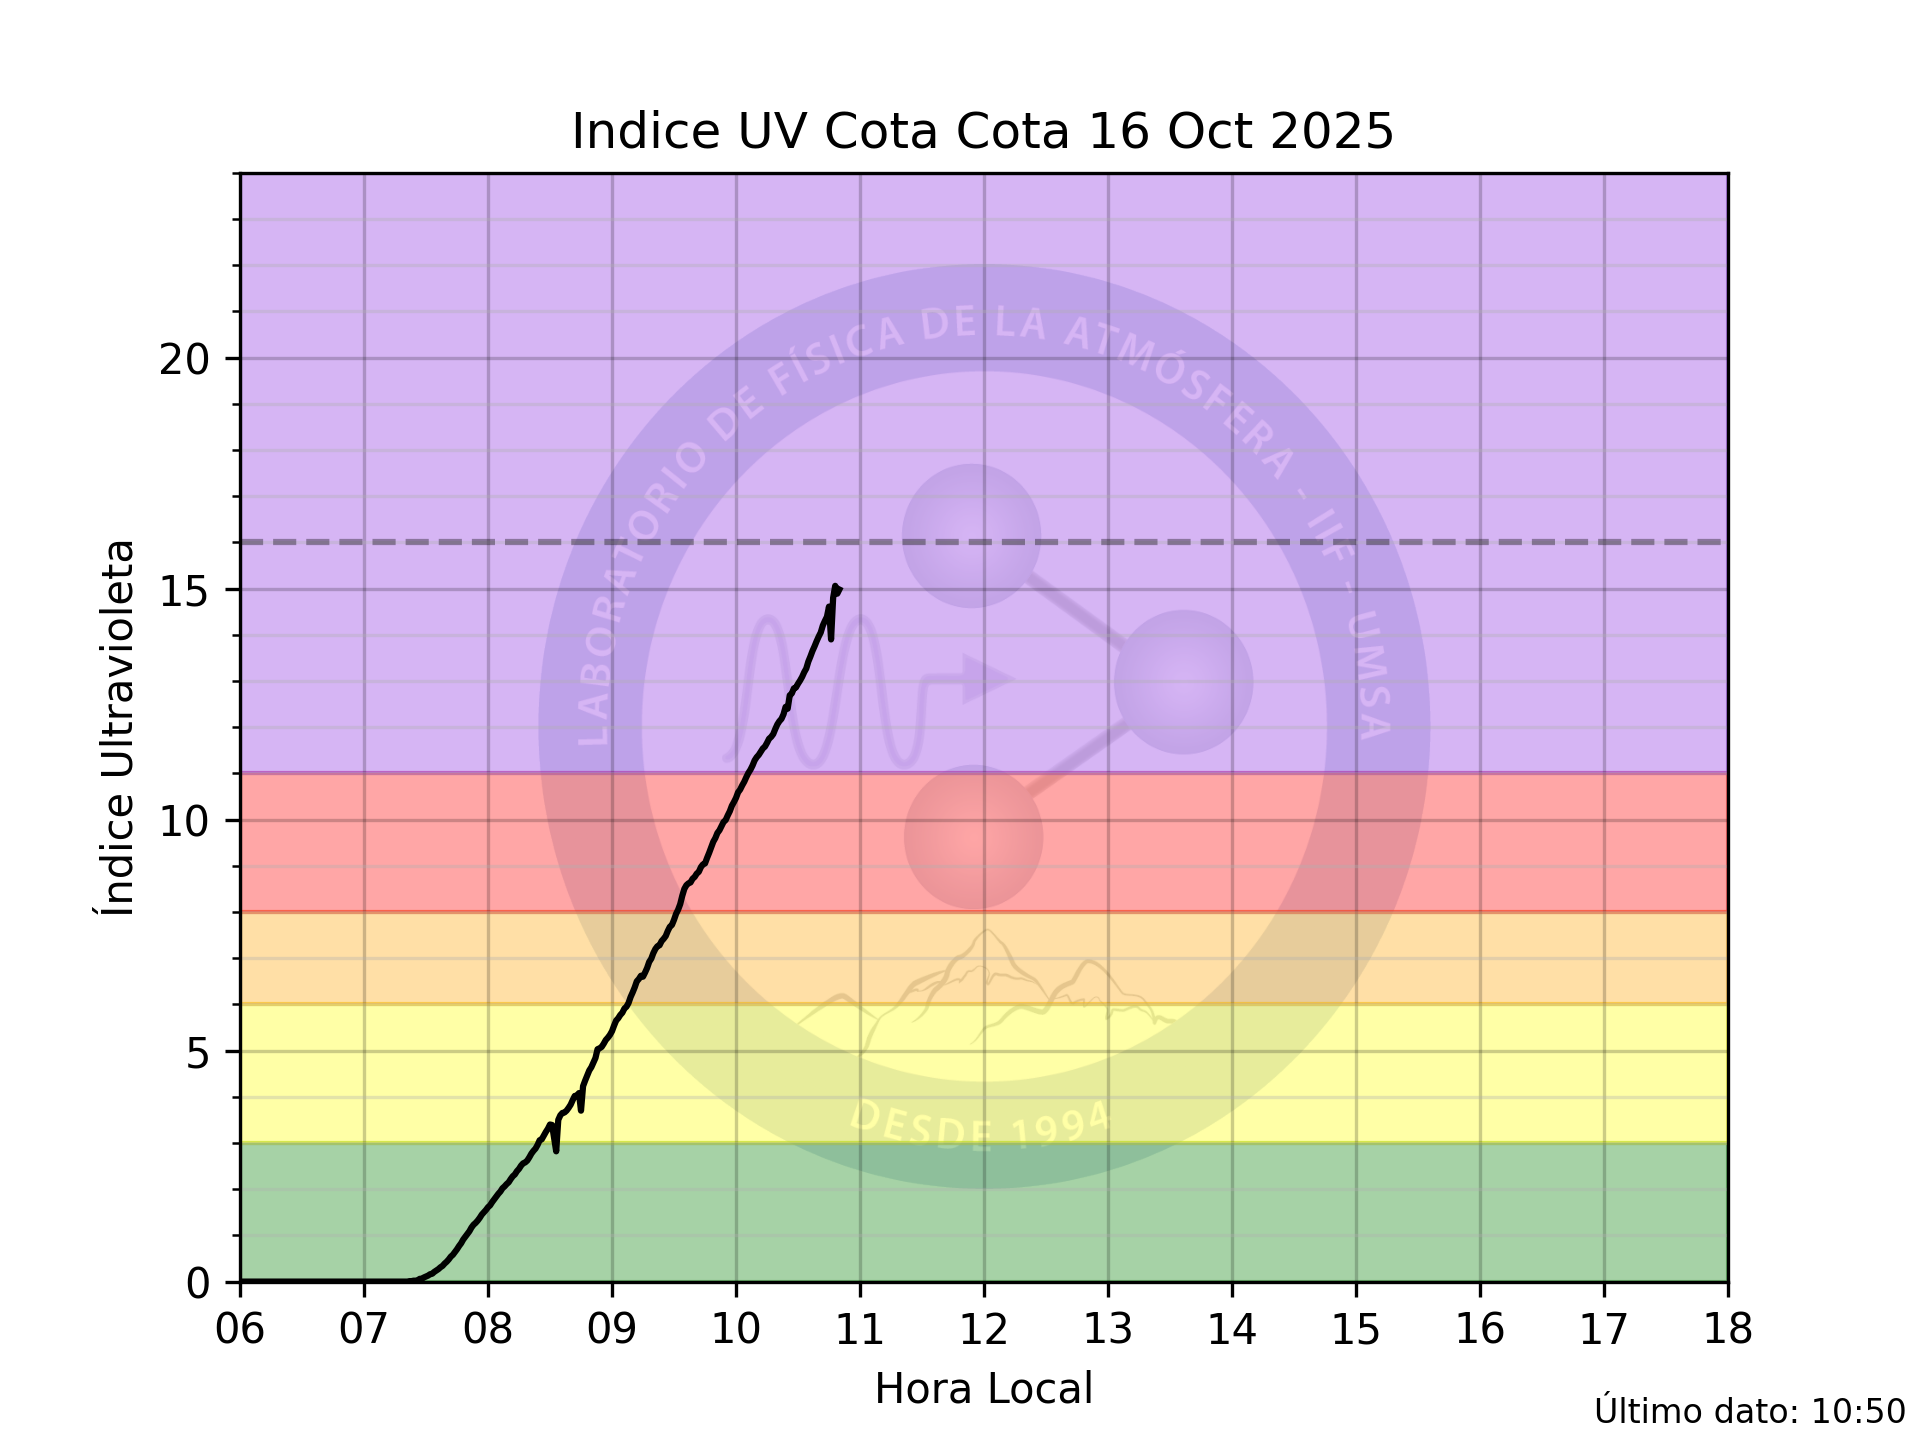 Indice UV Cota Cota 16 Oct 2025
LABORATORIO DE FÍSICA DE LA ATMÓSFERA - IIF - UMSA
DESDE 1994
Índice Ultravioleta
20
15
10
5
0
06 07 08 09 10 11 12 13 14 15 16 17 18
Hora Local
Último dato: 10:50